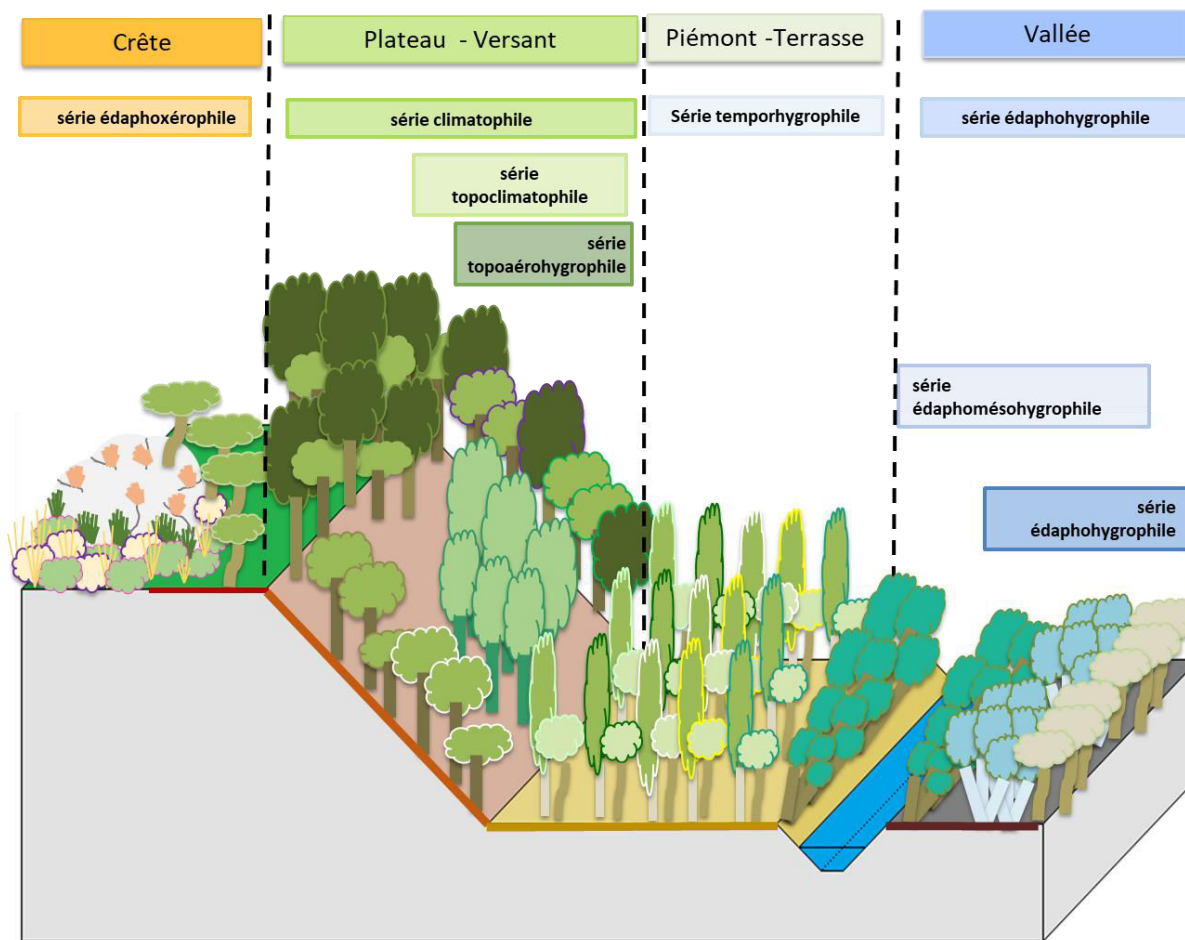 Crête
Plateau - Versant
Piémont -Terrasse
Vallée
série édaphoxérophile
série climatophile
Série temporhygrophile
série édaphohygrophile
série
topoclimatophile
série
topoaérohygrophile
série
édaphomésohygrophile
série
édaphohygrophile